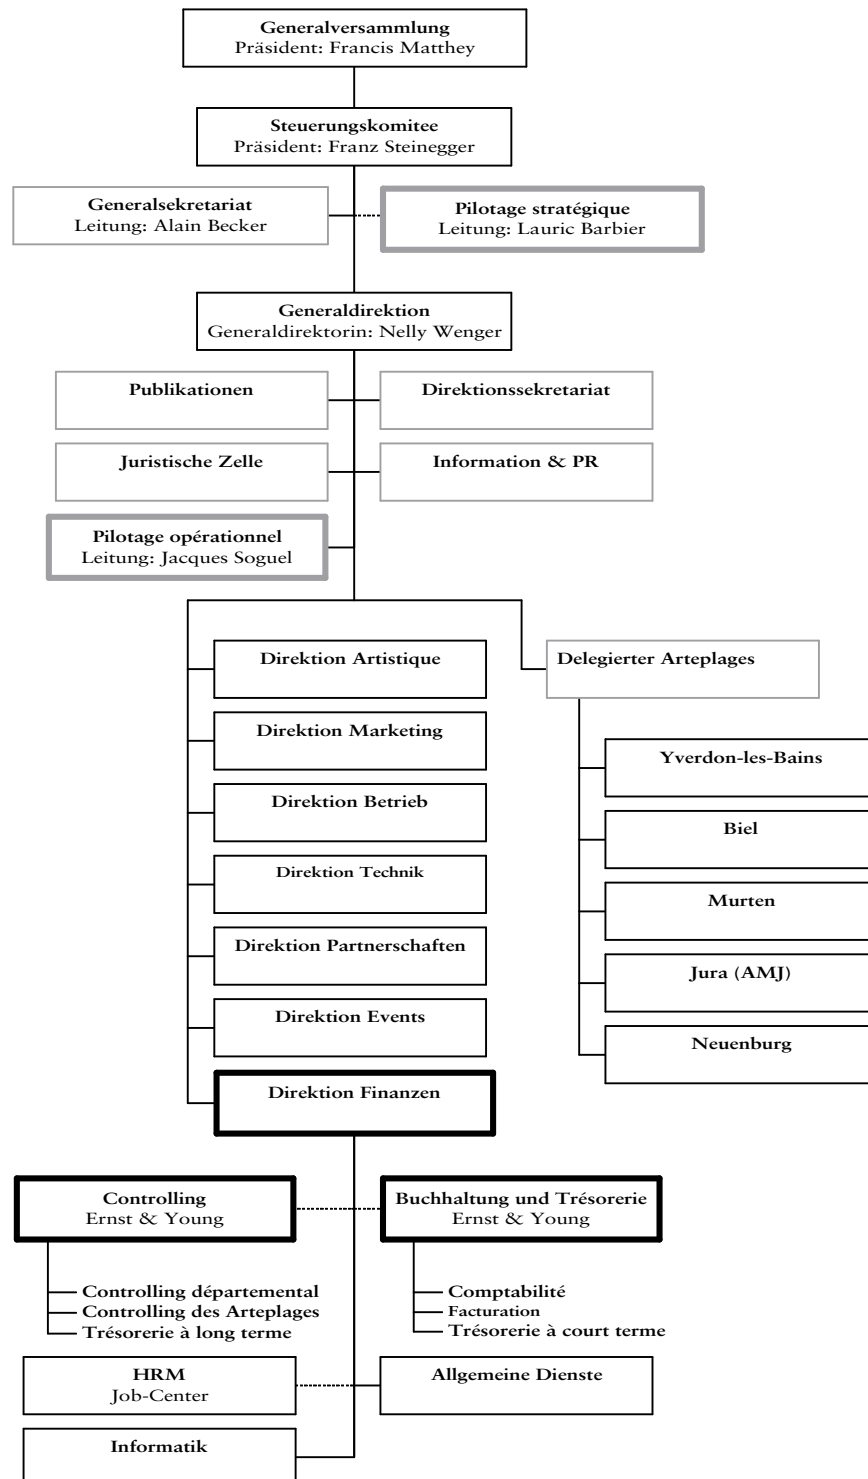 Generalversammlung
Präsident: Francis Matthey
Steuerungskomitee
Präsident: Franz Steinegger
Generalsekretariat
Leitung: Alain Becker
Pilotage stratégique
Leitung: Lauric Barbier
Generaldirektion
Generaldirektorin: Nelly Wenger
Publikationen
Direktionssekretariat
Juristische Zelle
Information & PR
Pilotage opérationnel
Leitung: Jacques Soguel
Direktion Artistique
Direktion Marketing
Direktion Betrieb
Direktion Technik
Direktion Partnerschaften
Direktion Events
Direktion Finanzen
Delegierter Arteplages
Yverdon-les-Bains
Biel
Murten
Jura (AMJ)
Neuenburg
Controlling
Ernst & Young
Controlling départemental
Controlling des Arteplages
Trésorerie à long terme
Buchhaltung und Trésorerie
Ernst & Young
Comptabilité
Facturation
Trésorerie à court terme
HRM
Job-Center
Allgemeine Dienste
Informatik